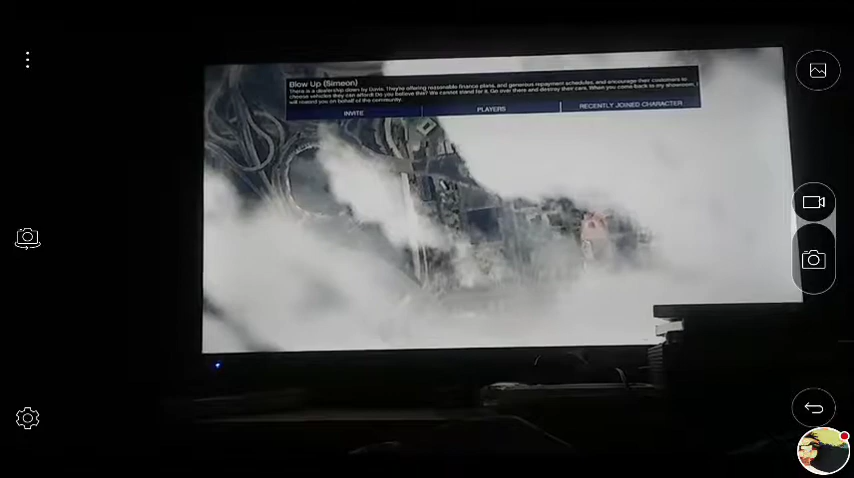 Blow Up (Simeon)
There is a dealership down by Davis. They're offering reasonable finance plans, and generous repayment schedules, and encourage their customers to
choose vehicles they can afford! Do you believe this? We cannot stand for it. Go over there and destroy their cars. When you come back to my showroom, I
will reward you on behalf of the community.
INVITE
PLAYERS
RECENTLY JOINED CHARACTER